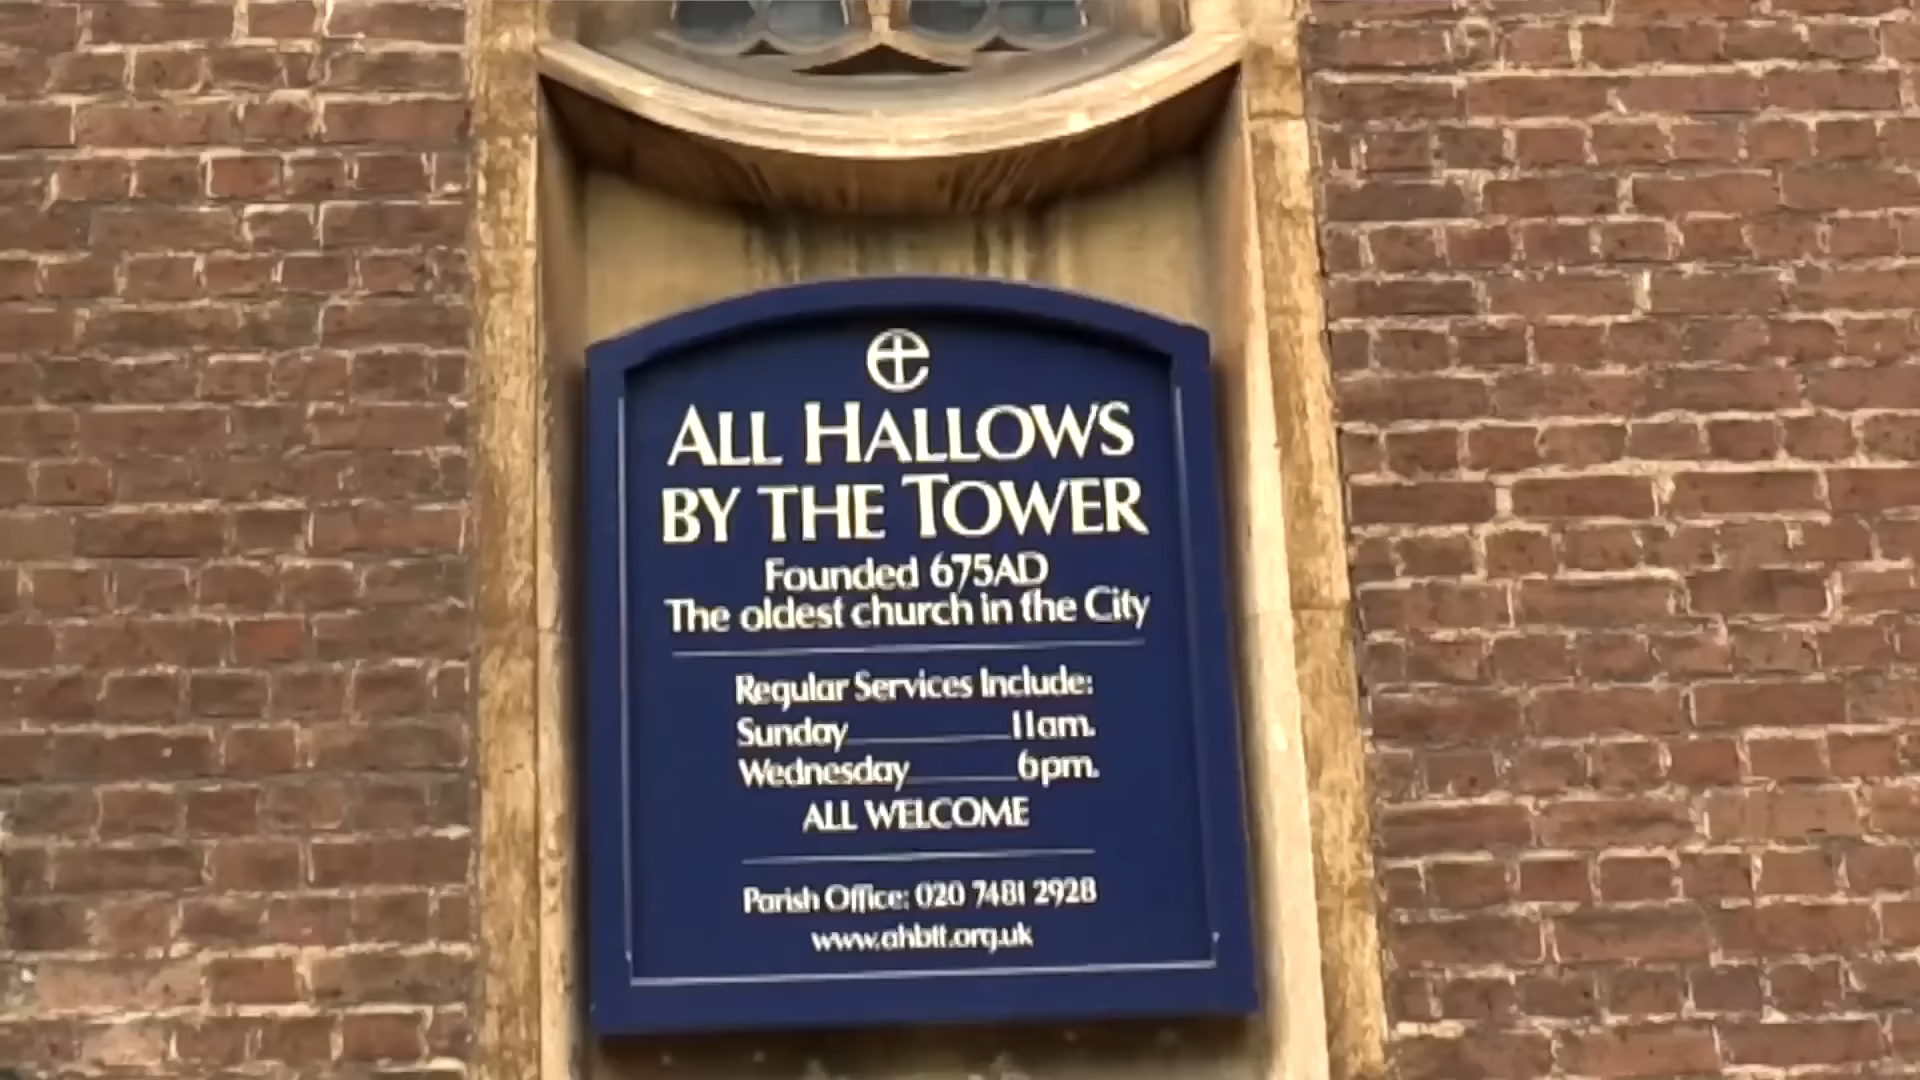 ALL HALLOWS
BY THE TOWER
Founded 675AD
The oldest church in the City
Regular Services Include:
Sunday 11am.
Wednesday 6pm.
ALL WELCOME
Parish Office: 020 7481 2928
www.ahbtt.org.uk